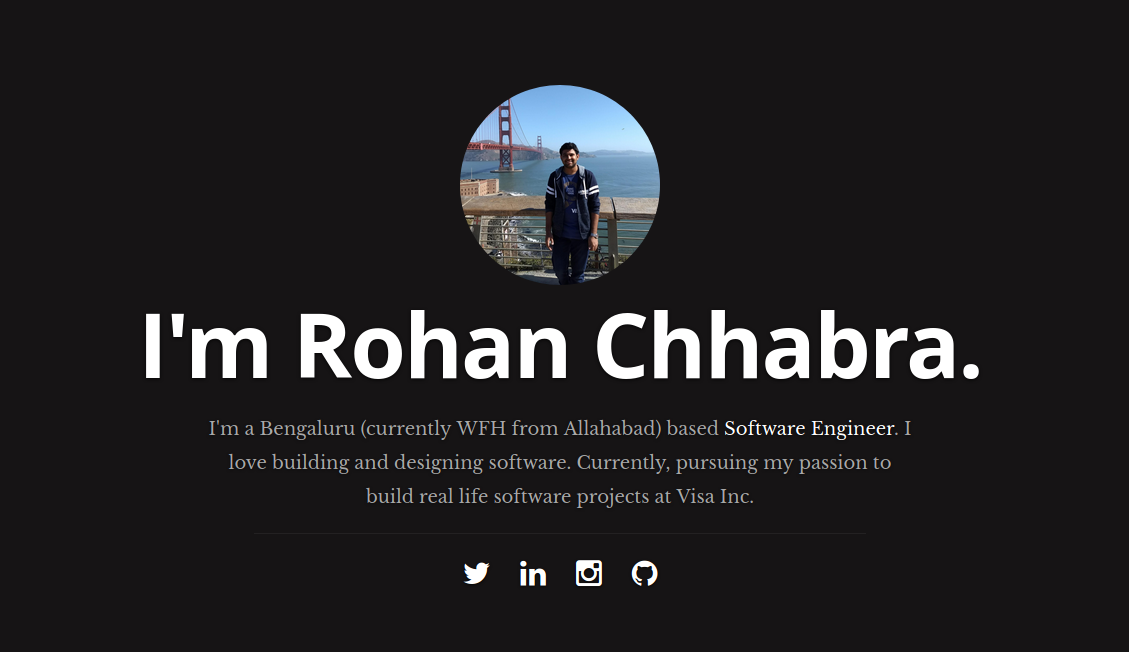 I'm Rohan Chhabra.
I'm a Bengaluru (currently WFH from Allahabad) based Software Engineer. I
love building and designing software. Currently, pursuing my passion to
build real life software projects at Visa Inc.